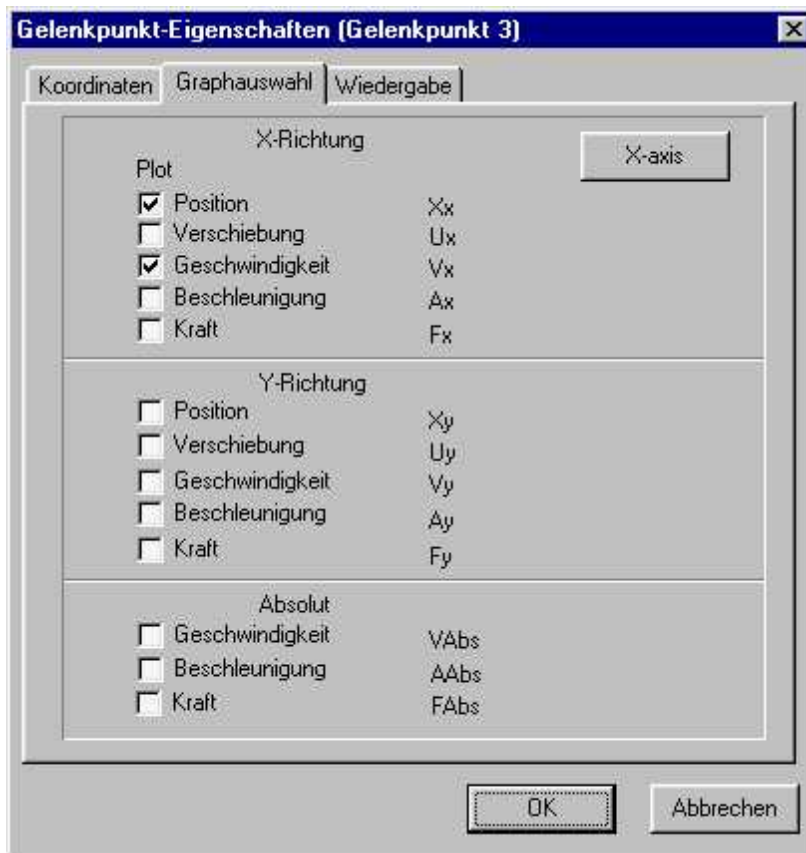 Gelenkpunkt-Eigenschaften (Gelenkpunkt 3)
Koordinaten Graphauswahl Wiedergabe
X-Richtung X-axis
Plot
Position Xx
Verschiebung Ux
Geschwindigkeit Vx
Beschleunigung Ax
Kraft Fx
Y-Richtung
Position Xy
Verschiebung Uy
Geschwindigkeit Vy
Beschleunigung Ay
Kraft Fy
Absolut
Geschwindigkeit VAbs
Beschleunigung AAbs
Kraft FAbs
OK Abbrechen